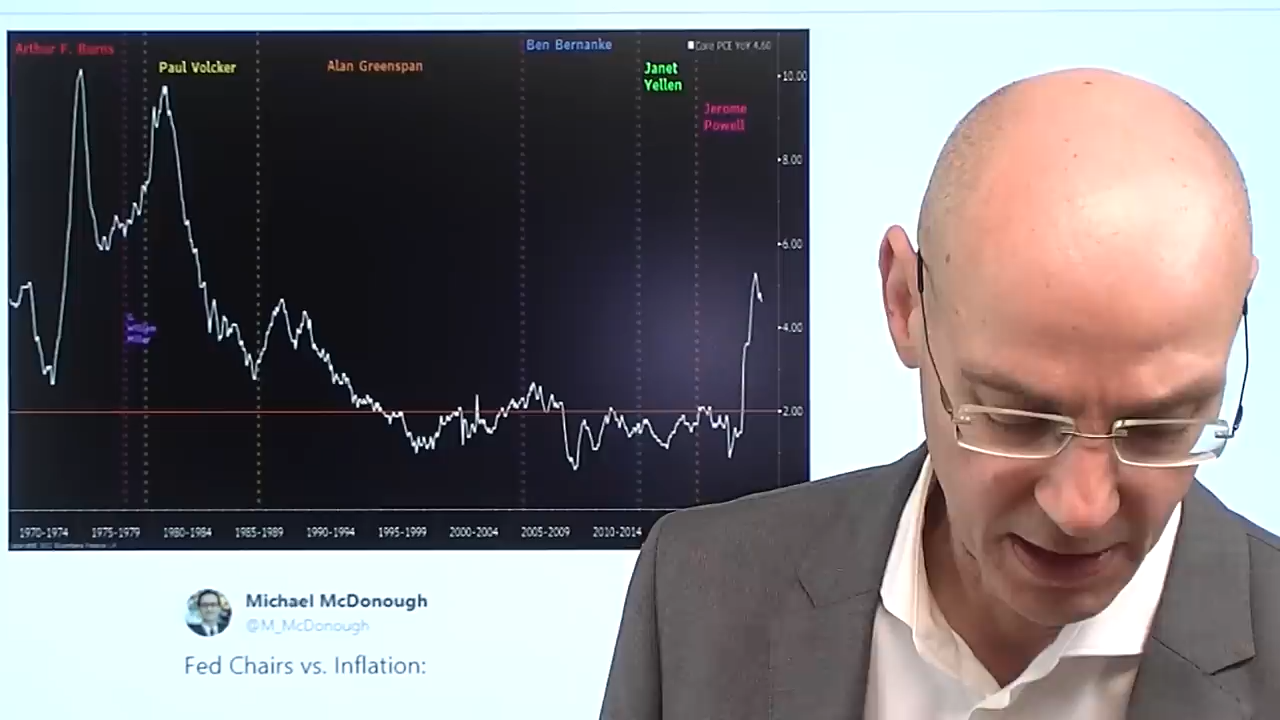 Arthur F. Burns
Ben Bernanke
Core PCE YoY 4.60
Paul Volcker
Alan Greenspan
Janet
Yellen
Jerome
Powell
10.00
8.00
6.00
4.00
2.00
Miller
1970-1974
1975-1979
1980-1984
1985-1989
1990-1994
1995-1999
2000-2004
2005-2009
2010-2014
Michael McDonough
@M_McDonough
Fed Chairs vs. Inflation: